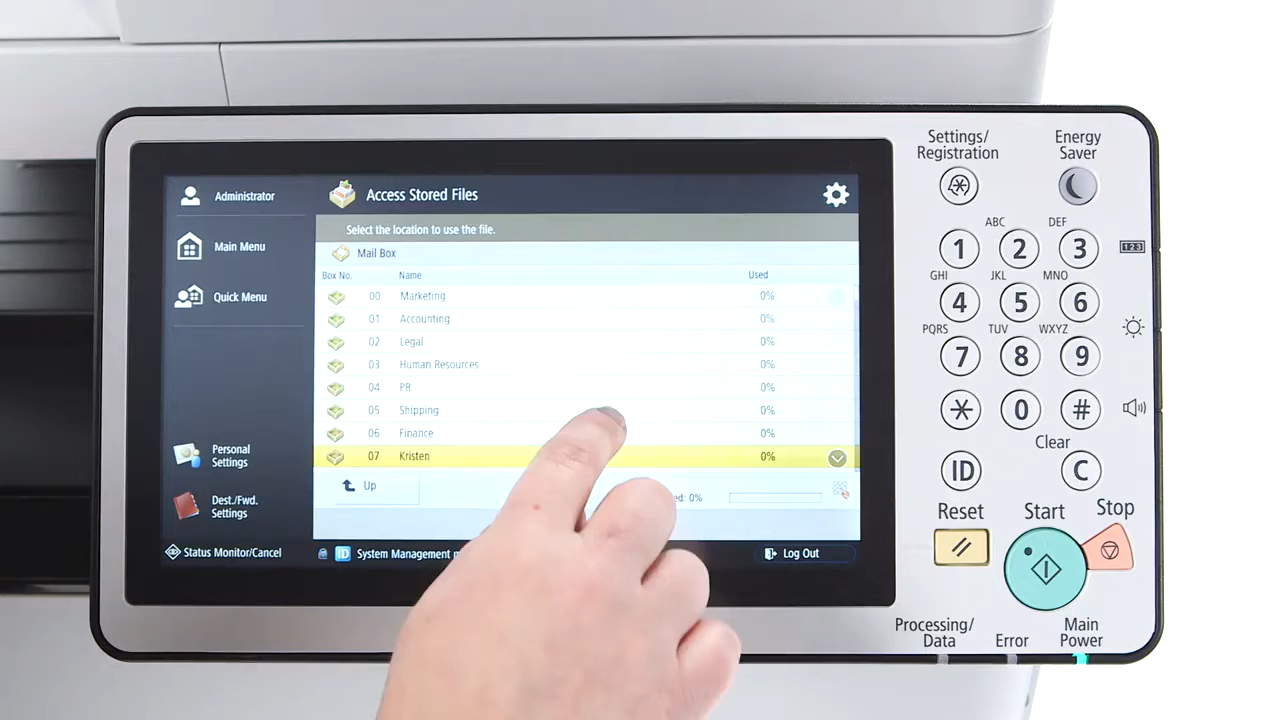 Administrator
Main Menu
Quick Menu
Personal
Settings
Dest./Fwd.
Settings
Status Monitor/Cancel
Access Stored Files
Select the location to use the file.
Mail Box
Box No. Name Used
00 Marketing 0%
01 Accounting 0%
02 Legal 0%
03 Human Resources 0%
04 PR 0%
05 Shipping 0%
06 Finance 0%
07 Kristen 0%
Up
0%
ID System Management
Log Out
Settings/
Registration
Energy
Saver
ABC DEF
1 2 3
GHI JKL MNO
4 5 6
PQRS TUV WXYZ
7 8 9
* 0 #
Clear
ID C
Reset Start Stop
Processing/
Data
Error
Main
Power
123